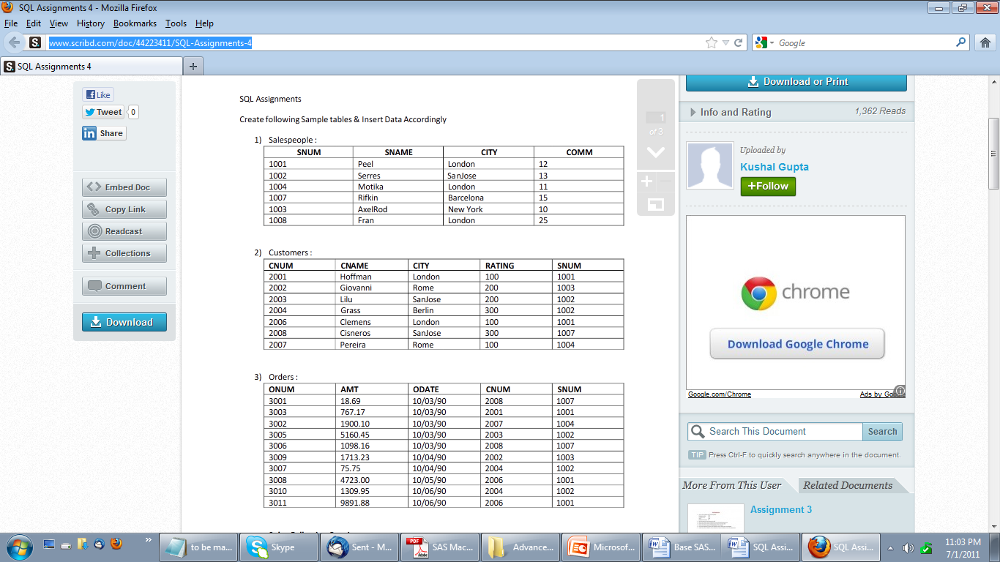 SQL Assignments 4 - Mozilla Firefox
File Edit View History Bookmarks Tools Help
www.scribd.com/doc/44223411/SQL-Assignments-4
Google
SQL Assignments 4
Like
Tweet 0
Share
Embed Doc
Copy Link
Readcast
Collections
Comment
Download
SQL Assignments
Create following Sample tables & Insert Data Accordingly
1) Salespeople :
SNUM SNAME CITY COMM
1001 Peel London 12
1002 Serres SanJose 13
1004 Motika London 11
1007 Rifkin Barcelona 15
1003 AxelRod New York 10
1008 Fran London 25
2) Customers :
CNUM CNAME CITY RATING SNUM
2001 Hoffman London 100 1001
2002 Giovanni Rome 200 1003
2003 Lilu SanJose 200 1002
2004 Grass Berlin 300 1002
2006 Clemens London 100 1001
2008 Cisneros SanJose 300 1007
2007 Pereira Rome 100 1004
3) Orders :
ONUM AMT ODATE CNUM SNUM
3001 18.69 10/03/90 2008 1007
3003 767.17 10/03/90 2001 1001
3002 1900.10 10/03/90 2007 1004
3005 5160.45 10/03/90 2003 1002
3006 1098.16 10/03/90 2008 1007
3009 1713.23 10/04/90 2002 1003
3007 75.75 10/04/90 2004 1002
3008 4723.00 10/05/90 2006 1001
3010 1309.95 10/06/90 2004 1002
3011 9891.88 10/06/90 2006 1001
1
of 3
Download or Print
Info and Rating 1,362 Reads
Uploaded by
Kushal Gupta
+Follow
chrome
Download Google Chrome
Google.com/Chrome Ads by Go
Search This Document Search
TIP Press Ctrl-F to quickly search anywhere in the document.
More From This User Related Documents
Assignment 3
to be ma... Skype Sent - M... SAS Mac... Advance... Microsof... Base SAS... SQL Assi... SQL Assi...
11:03 PM
7/1/2011